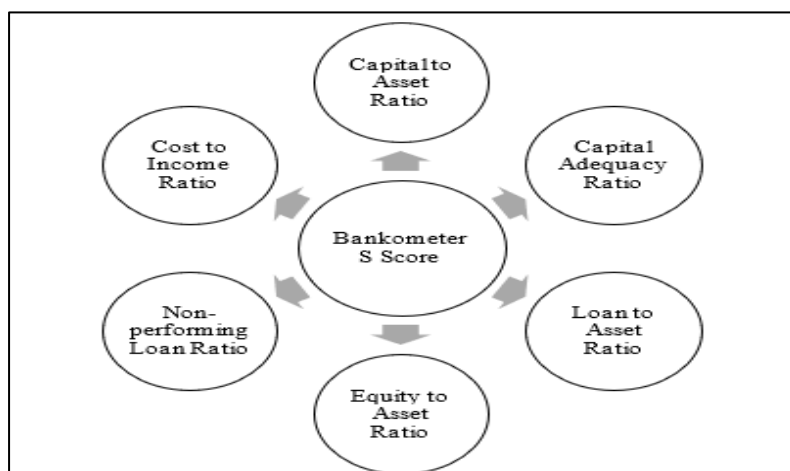 Capital to
Asset
Ratio
Cost to
Income
Ratio
Capital
Adequacy
Ratio
Bankometer
S Score
Non-
performing
Loan Ratio
Loan to
Asset
Ratio
Equity to
Asset
Ratio